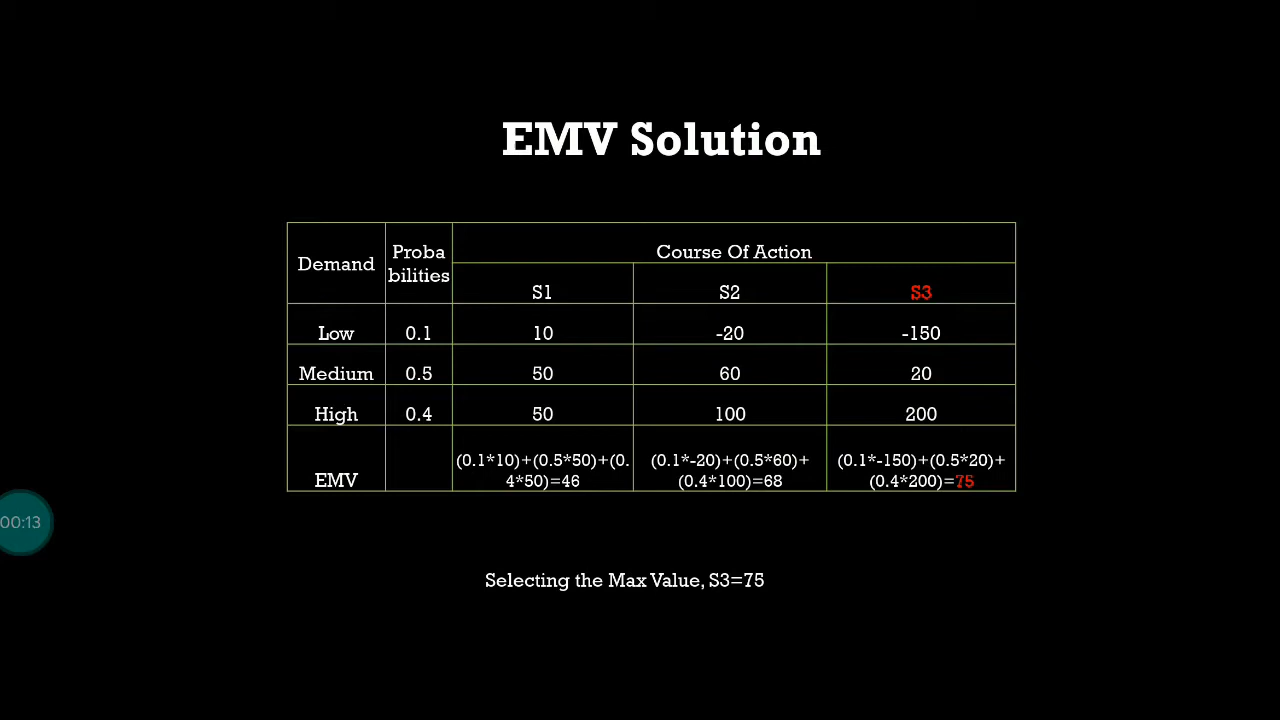 EMV Solution
Demand
Proba
bilities
Course Of Action
S1
S2
S3
Low
0.1
10
-20
-150
Medium
0.5
50
60
20
High
0.4
50
100
200
EMV
(0.1*10)+(0.5*50)+(0.
4*50)=46
(0.1*-20)+(0.5*60)+
(0.4*100)=68
(0.1*-150)+(0.5*20)+
(0.4*200)=75
00:13
Selecting the Max Value, S3=75